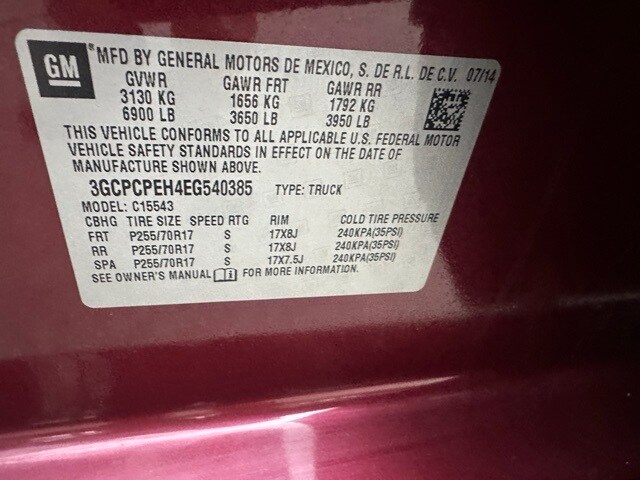 GM
MFD BY GENERAL MOTORS DE MEXICO, S. DE R.L. DE C.V. 07/14
GVWR GAWR FRT GAWR RR
3130 KG 1656 KG 1792 KG
6900 LB 3650 LB 3950 LB
THIS VEHICLE CONFORMS TO ALL APPLICABLE U.S. FEDERAL MOTOR
VEHICLE SAFETY STANDARDS IN EFFECT ON THE DATE OF
MANUFACTURE SHOWN ABOVE.
3GCPCPEH4EG540385 TYPE: TRUCK
MODEL: C15543
CBHG TIRE SIZE SPEED RTG RIM COLD TIRE PRESSURE
FRT P255/70R17 S 17X8J 240KPA(35PSI)
RR P255/70R17 S 17X8J 240KPA(35PSI)
SPA P255/70R17 S 17X7.5J 240KPA(35PSI)
SEE OWNER'S MANUAL FOR MORE INFORMATION.